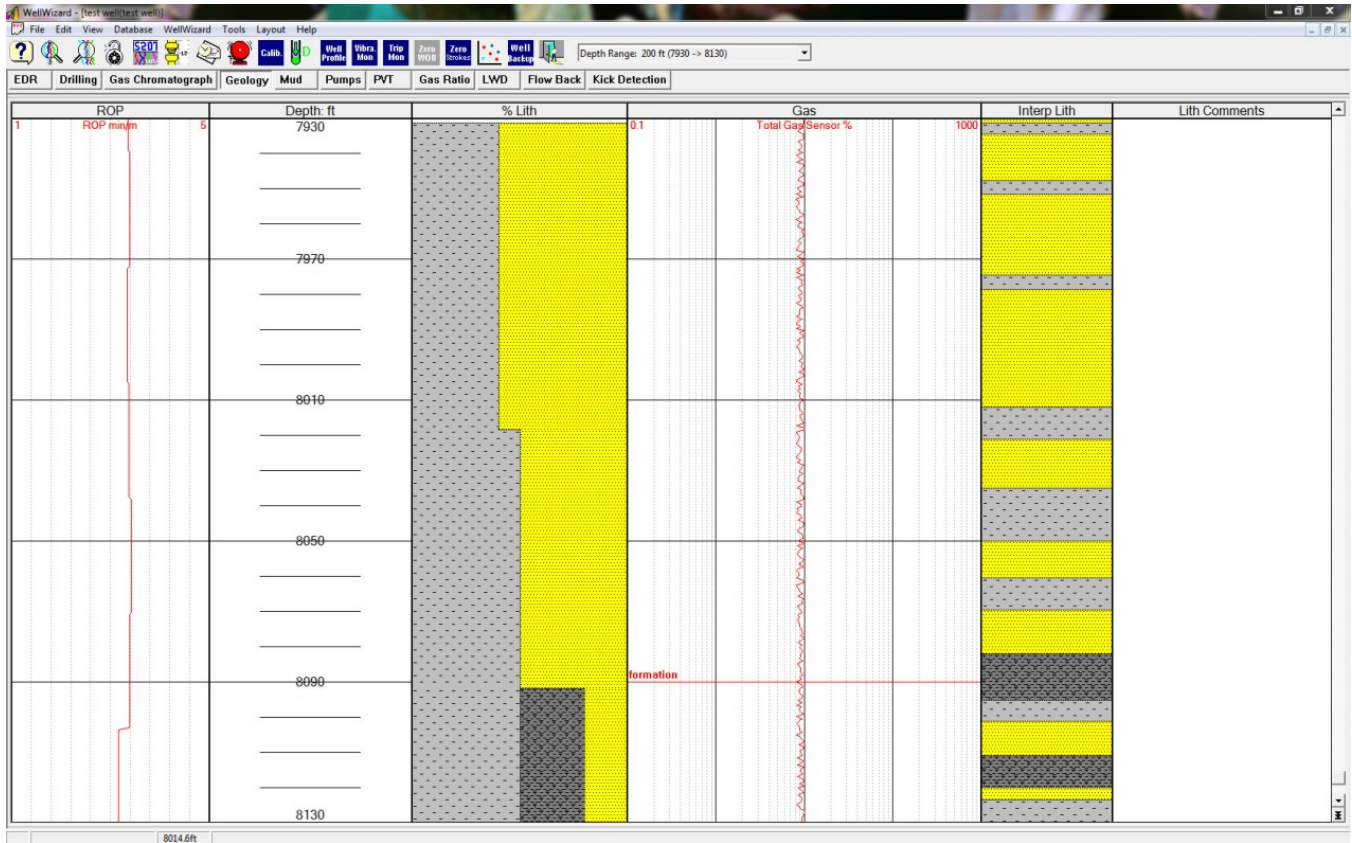 WellWizard - [test well(test well)]
File Edit View Database WellWizard Tools Layout Help
Calib. D Well Profile Vibra. Mon Trip Mon Zero WOB Zero Strokes Well Backup Depth Range: 200 ft (7930 -> 8130)
EDR Drilling Gas Chromatograph Geology Mud Pumps PVT Gas Ratio LWD Flow Back Kick Detection
ROP Depth: ft % Lith Gas Interp Lith Lith Comments
1 ROP min/m 5 7930 0.1 Total Gas Sensor % 1000
7970
8010
8050
formation
8090
8130
8014.6ft